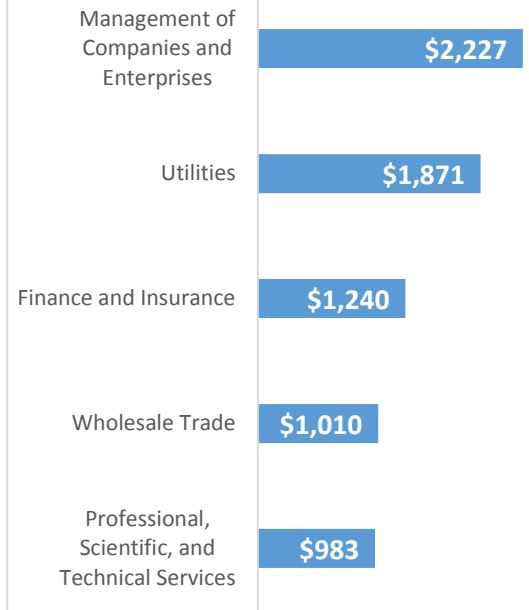 Management of
Companies and
Enterprises
$2,227
Utilities
$1,871
Finance and Insurance
$1,240
Wholesale Trade
$1,010
Professional,
Scientific, and
Technical Services
$983